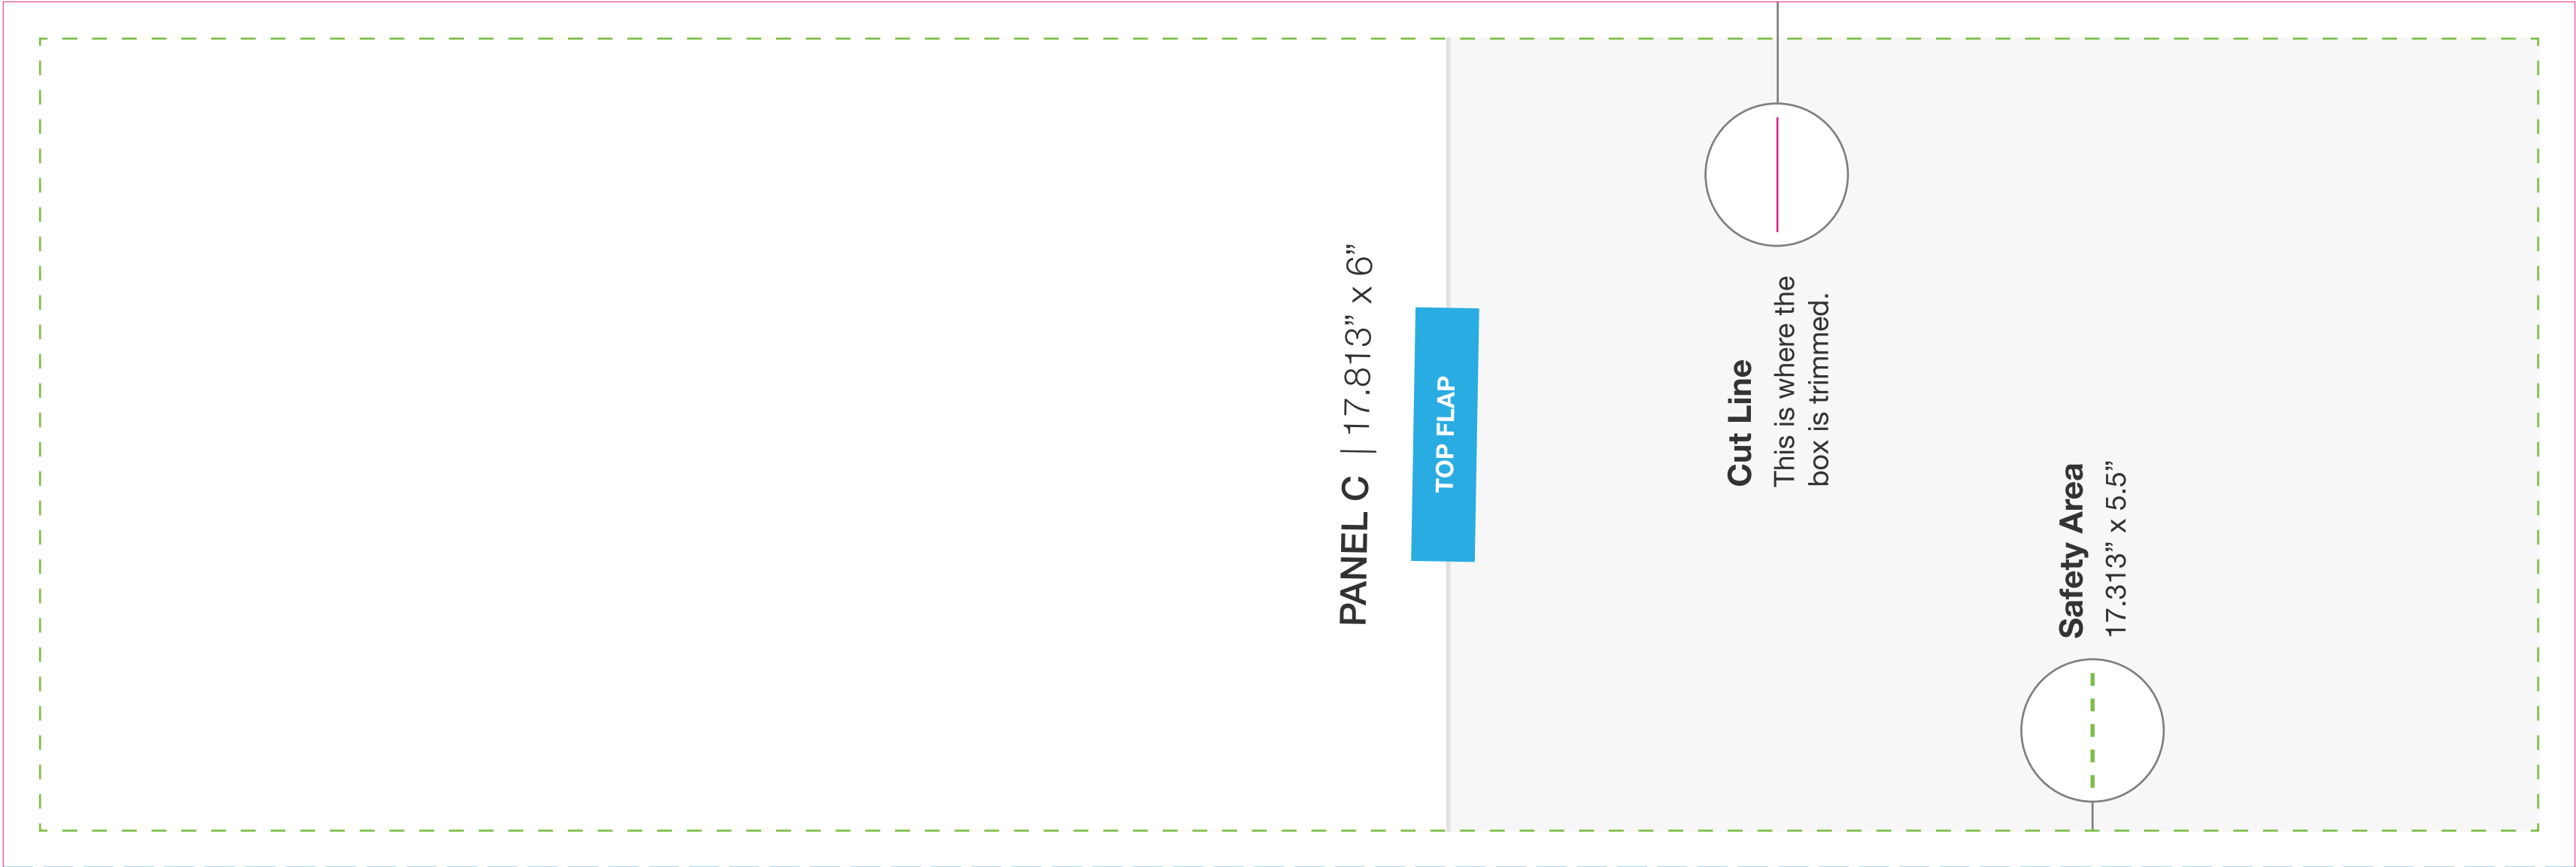 PANEL C | 17.813” x 6”
TOP FLAP
Cut Line
This is where the
box is trimmed.
Safety Area
17.313” x 5.5”